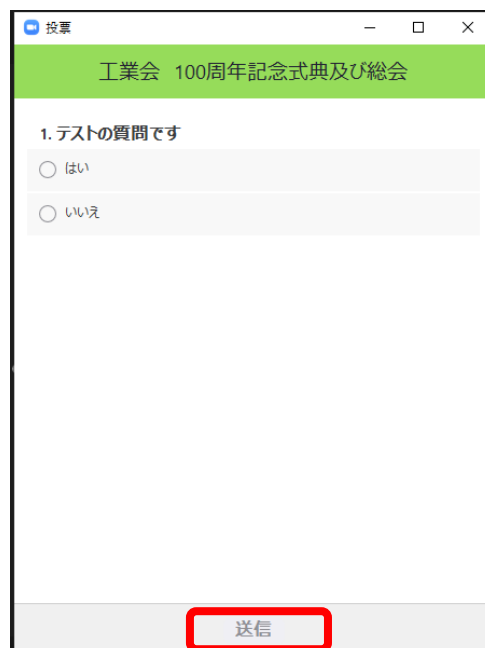 投票
工業会 100周年記念式典及び総会
1. テストの質問です
はい
いいえ
送信